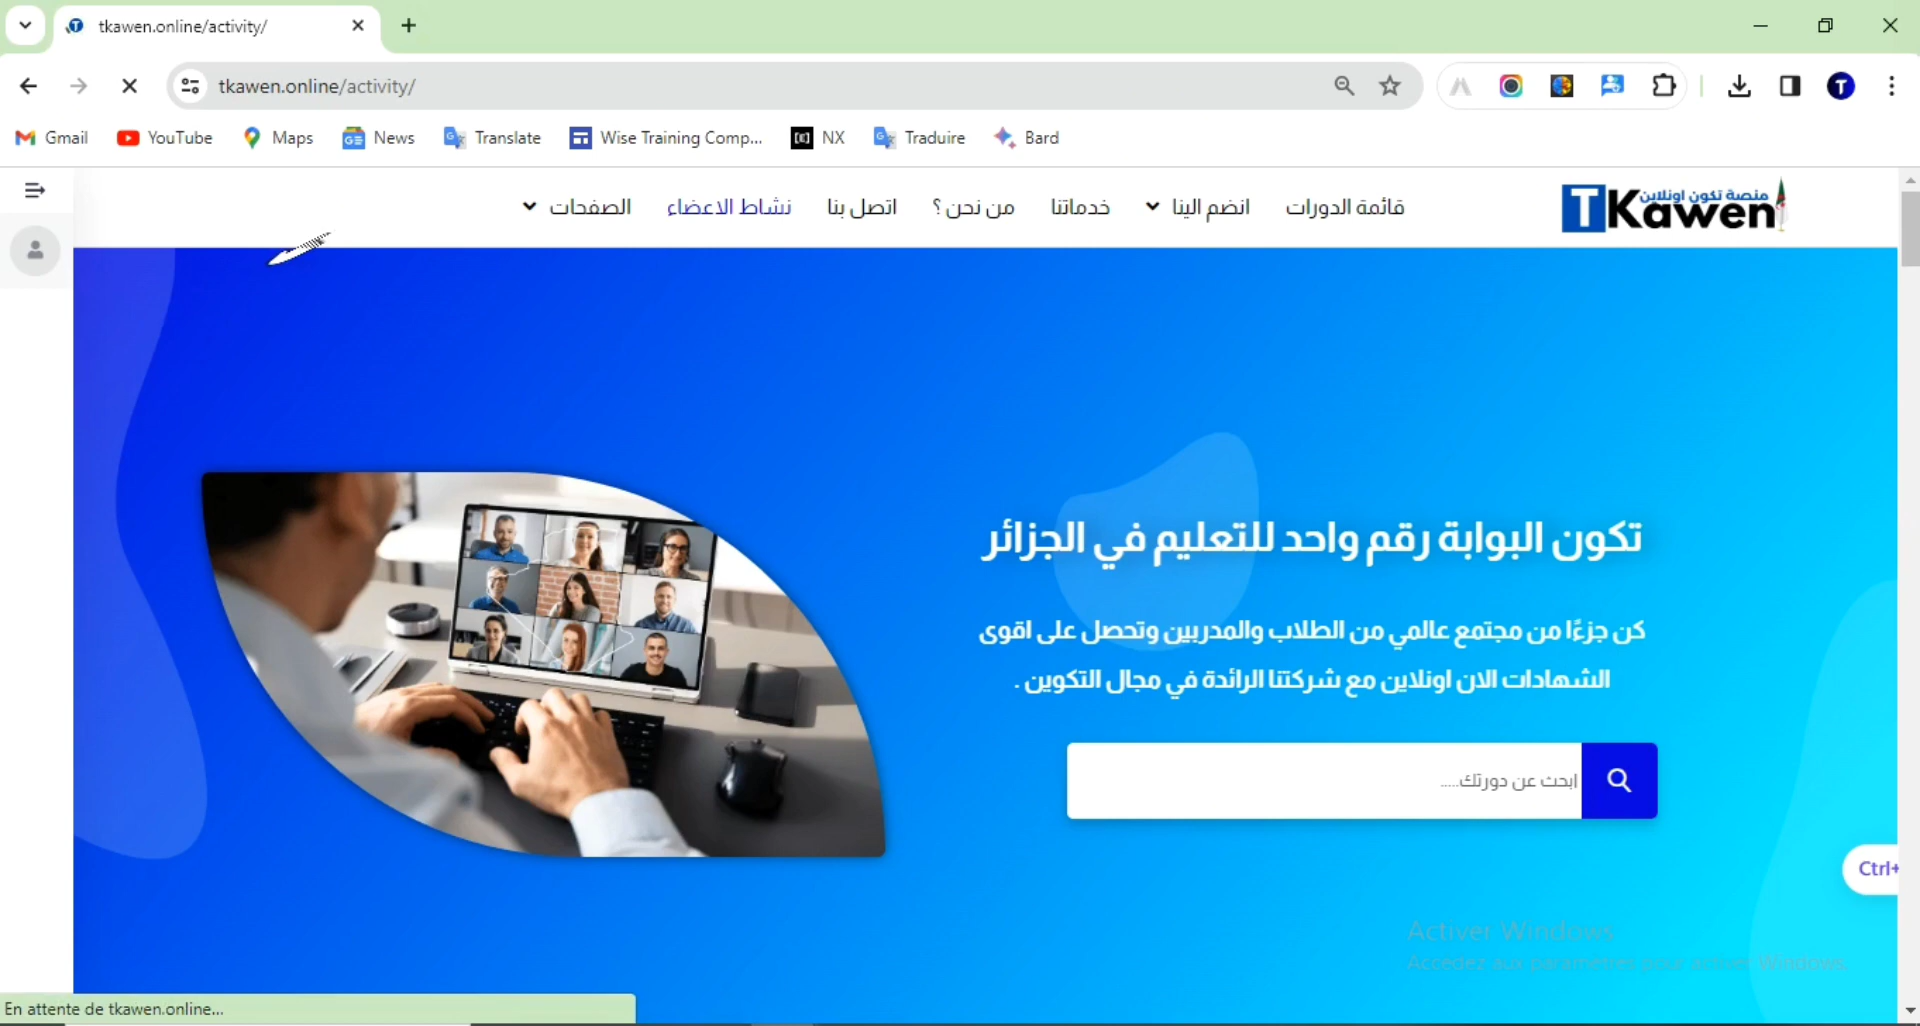 tkawen.online/activity/
tkawen.online/activity/
Gmail YouTube Maps News Translate Wise Training Comp... NX Traduire Bard
منصة تكون اونلاين
TKawen
قائمة الدورات انضم الينا خدماتنا من نحن ؟ اتصل بنا نشاط الاعضاء الصفحات
تكون البوابة رقم واحد للتعليم في الجزائر
كن جزءًا من مجتمع عالمي من الطلاب والمدربين وتحصل على اقوى
الشهادات الان اونلاين مع شركتنا الرائدة في مجال التكوين .
ابحث عن دورتك.....
Ctrl+
Activer Windows
Accédez aux paramètres pour activer Windows.
En attente de tkawen.online...